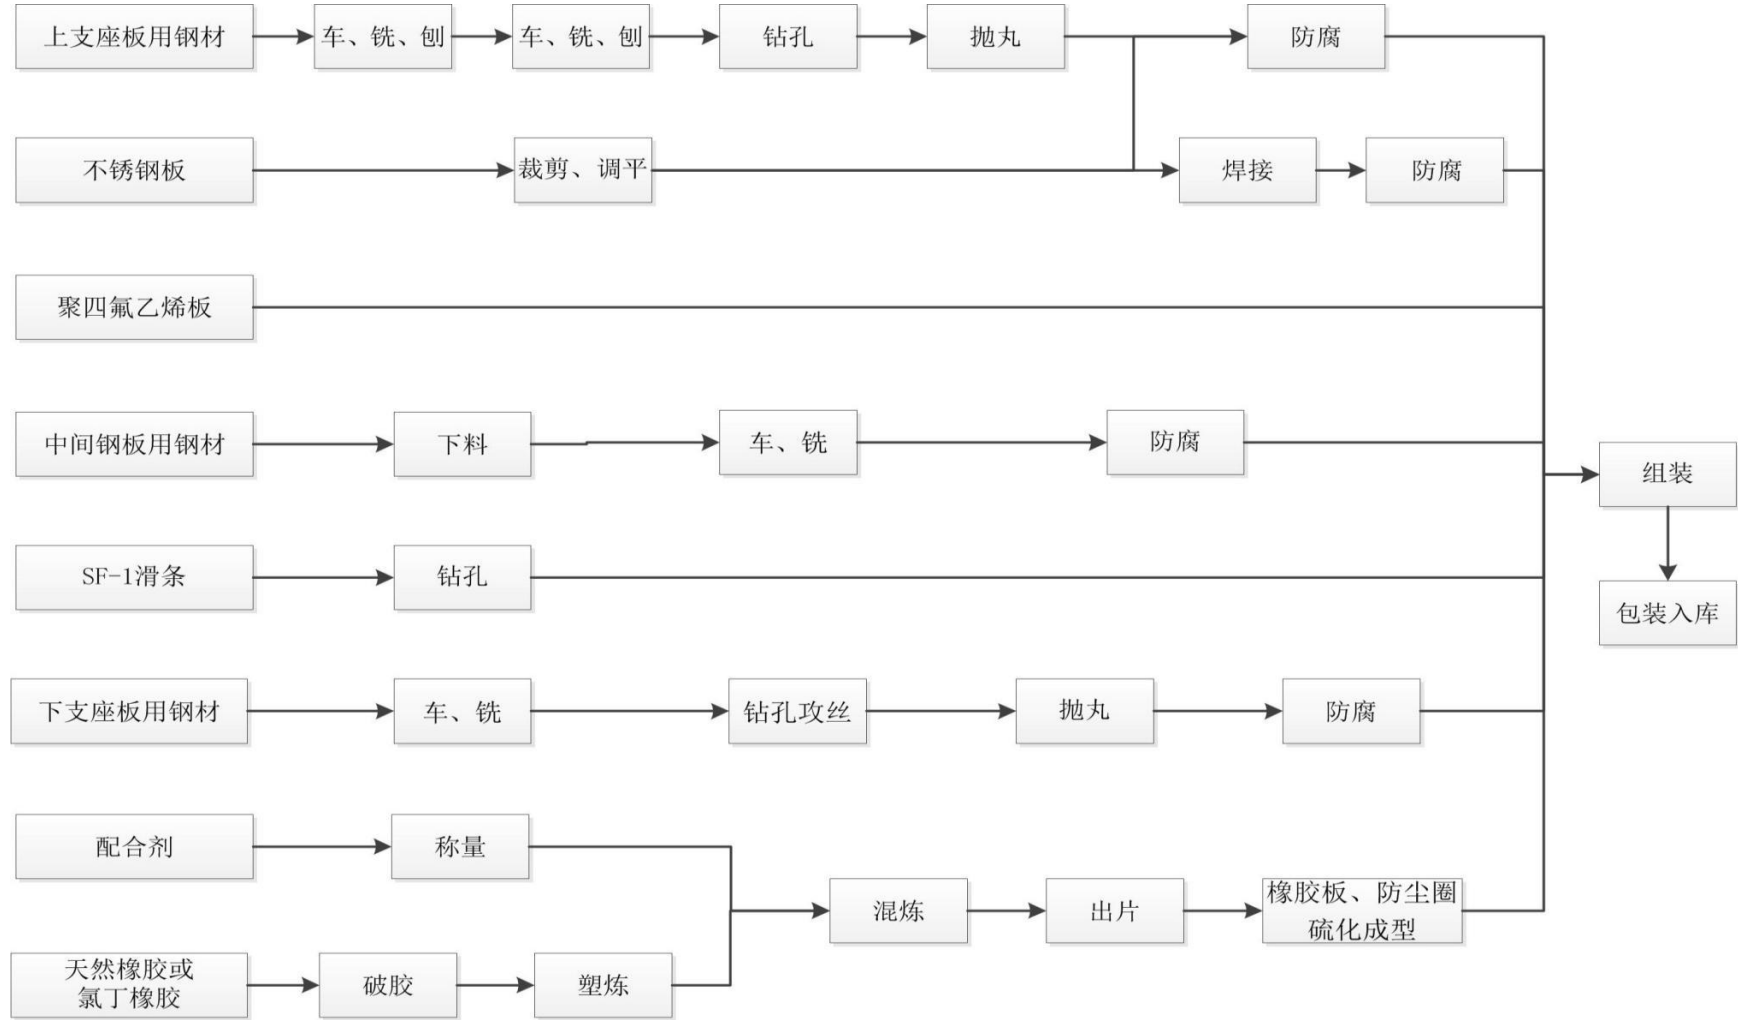 上支座板用钢材
车、铣、刨
车、铣、刨
钻孔
抛丸
防腐
不锈钢板
裁剪、调平
焊接
防腐
聚四氟乙烯板
中间钢板用钢材
下料
车、铣
防腐
组装
SF-1滑条
钻孔
包装入库
下支座板用钢材
车、铣
钻孔攻丝
抛丸
防腐
配合剂
称量
混炼
出片
橡胶板、防尘圈
硫化成型
天然橡胶或
氯丁橡胶
破胶
塑炼